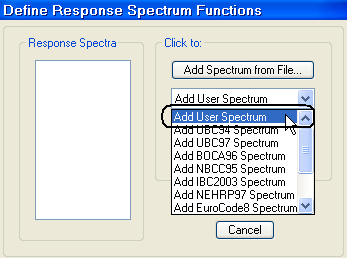 Define Response Spectrum Functions
Response Spectra
Click to:
Add Spectrum from File...
Add User Spectrum
Add User Spectrum
Add UBC94 Spectrum
Add UBC97 Spectrum
Add BOCA96 Spectrum
Add NBCC95 Spectrum
Add IBC2003 Spectrum
Add NEHRP97 Spectrum
Add EuroCode8 Spectrum
Cancel